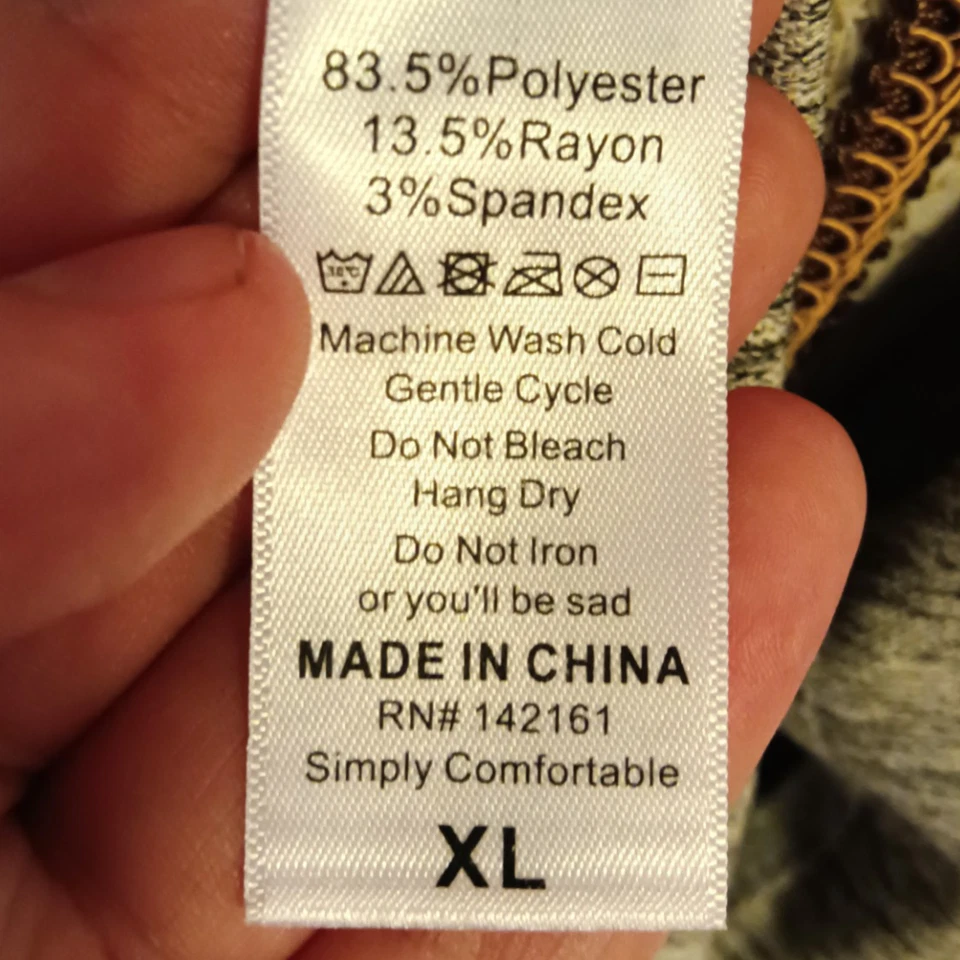 83.5%Polyester
13.5%Rayon
3%Spandex
30°C
Machine Wash Cold
Gentle Cycle
Do Not Bleach
Hang Dry
Do Not Iron
or you'll be sad
MADE IN CHINA
RN# 142161
Simply Comfortable
XL